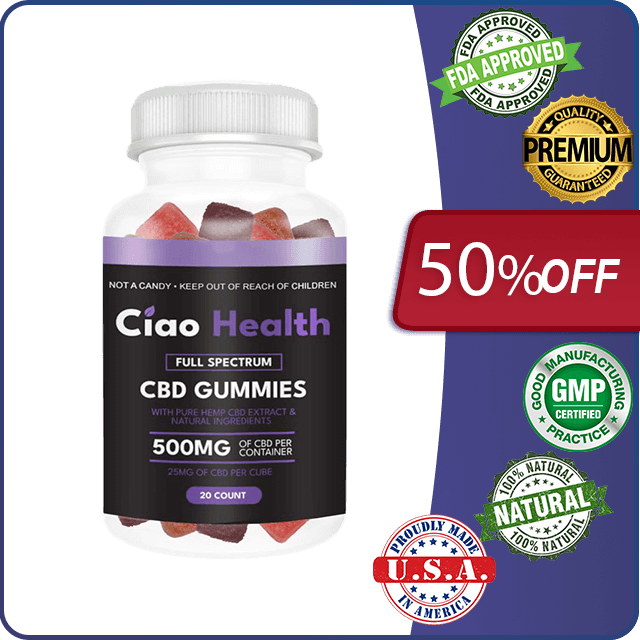 FDA APPROVED
FDA APPROVED
FDA APPROVED
QUALITY
PREMIUM
GUARANTEED
50%OFF
NOT A CANDY • KEEP OUT OF REACH OF CHILDREN
Ciao Health
FULL SPECTRUM
CBD GUMMIES
WITH PURE HEMP CBD EXTRACT &
NATURAL INGREDIENTS
500MG OF CBD PER
CONTAINER
25MG OF CBD PER CUBE
20 COUNT
GOOD MANUFACTURING
GMP
CERTIFIED
PRACTICE
100% NATURAL
NATURAL
100% NATURAL
PROUDLY MADE
U.S.A.
IN AMERICA